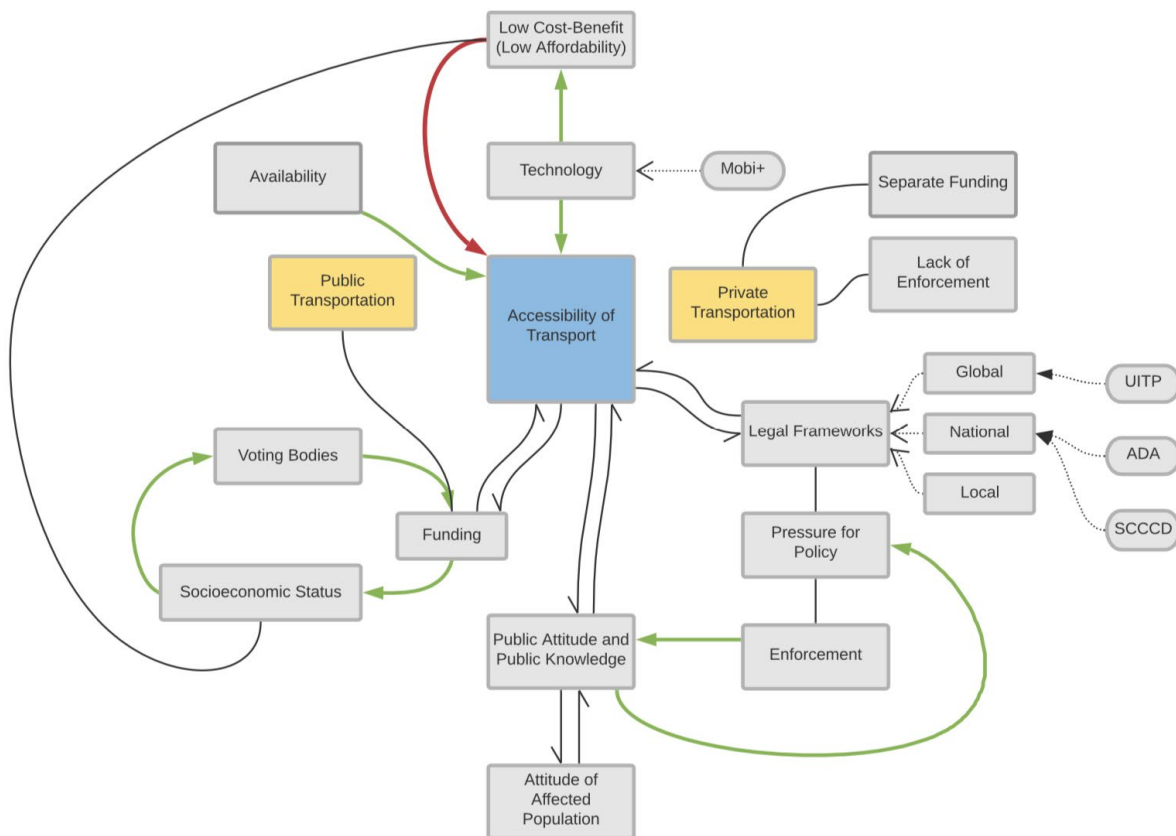 Low Cost-Benefit
(Low Affordability)
Availability
Technology
Mobi+
Separate Funding
Public
Transportation
Accessibility of
Transport
Private
Transportation
Lack of
Enforcement
Global
UITP
Legal Frameworks
National
ADA
Local
SCCCD
Voting Bodies
Funding
Pressure for
Policy
Socioeconomic Status
Public Attitude and
Public Knowledge
Enforcement
Attitude of
Affected
Population